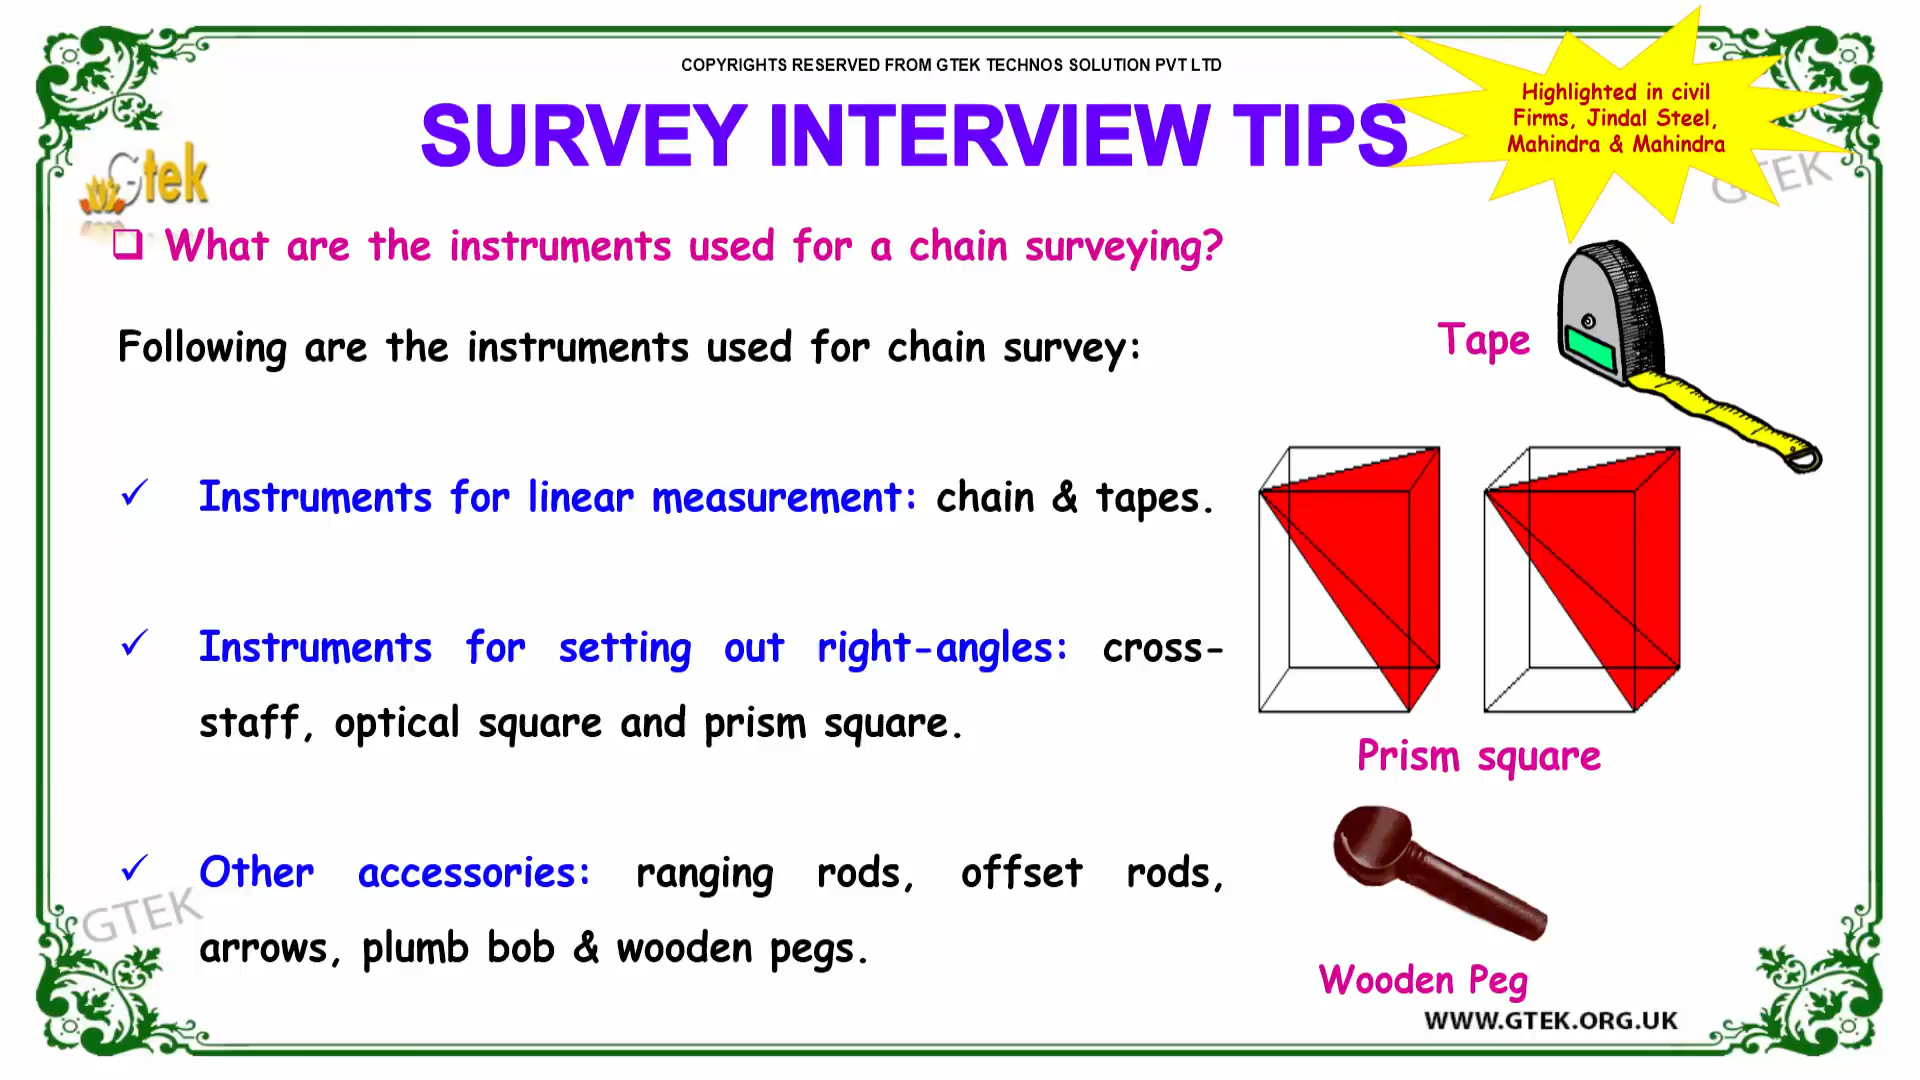 COPYRIGHTS RESERVED FROM GTEK TECHNOS SOLUTION PVT LTD
SURVEY INTERVIEW TIPS
Highlighted in civil
Firms, Jindal Steel,
Mahindra & Mahindra
GTEK
Gtek
What are the instruments used for a chain surveying?
Following are the instruments used for chain survey:
Tape
Instruments for linear measurement: chain & tapes.
Instruments for setting out right-angles: cross-
staff, optical square and prism square.
Prism square
Other accessories: ranging rods, offset rods,
arrows, plumb bob & wooden pegs.
GTEK
Wooden Peg
WWW.GTEK.ORG.UK